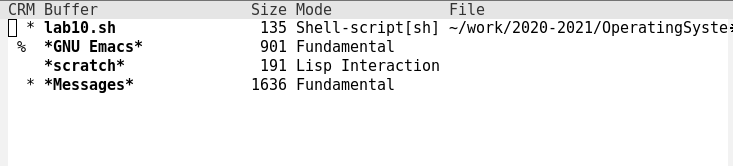 CRM Buffer Size Mode File
* lab10.sh 135 Shell-script[sh] ~/work/2020-2021/OperatingSyste
% *GNU Emacs* 901 Fundamental
*scratch* 191 Lisp Interaction
* *Messages* 1636 Fundamental